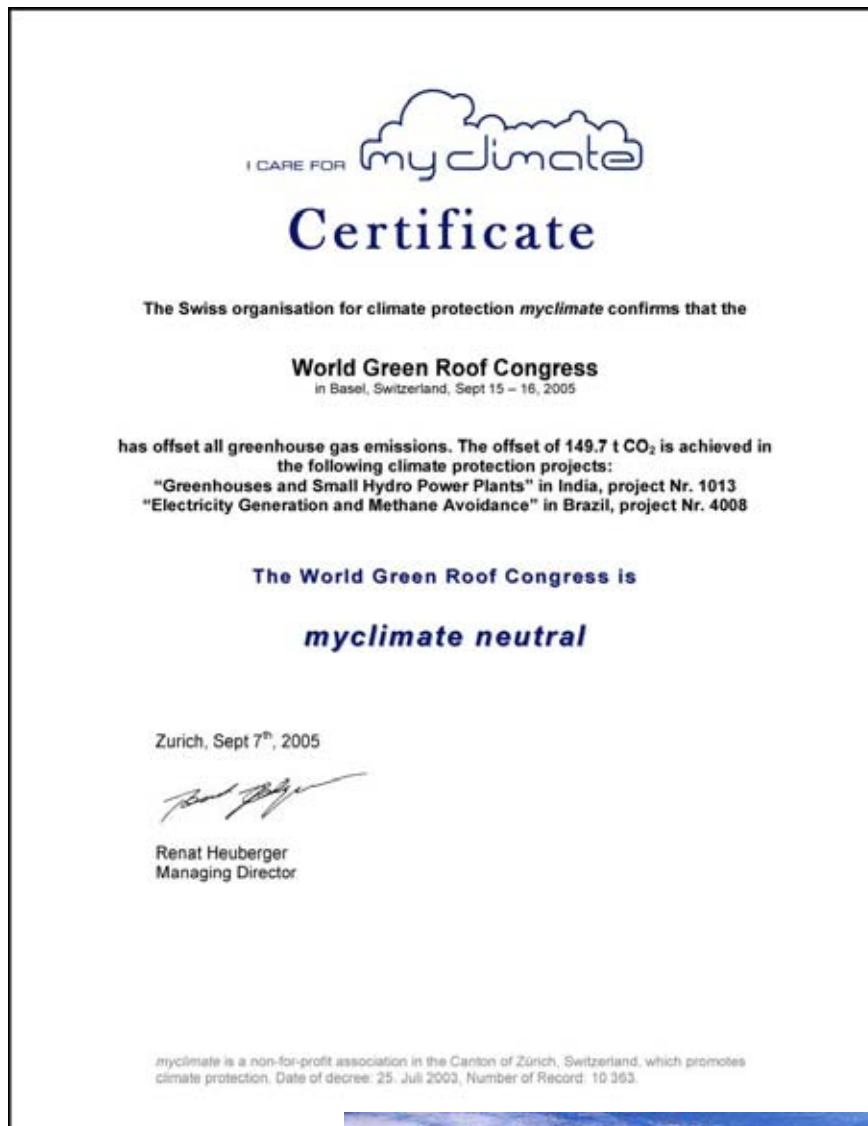 I CARE FOR myclimate
Certificate
The Swiss organisation for climate protection myclimate confirms that the
World Green Roof Congress
in Basel, Switzerland, Sept 15 – 16, 2005
has offset all greenhouse gas emissions. The offset of 149.7 t CO₂ is achieved in
the following climate protection projects:
“Greenhouses and Small Hydro Power Plants” in India, project Nr. 1013
“Electricity Generation and Methane Avoidance” in Brazil, project Nr. 4008
The World Green Roof Congress is
myclimate neutral
Zurich, Sept 7th, 2005
Renat Heuberger
Managing Director
myclimate is a non-for-profit association in the Canton of Zürich, Switzerland, which promotes
climate protection. Date of decree: 25. Juli 2003, Number of Record: 10 363.